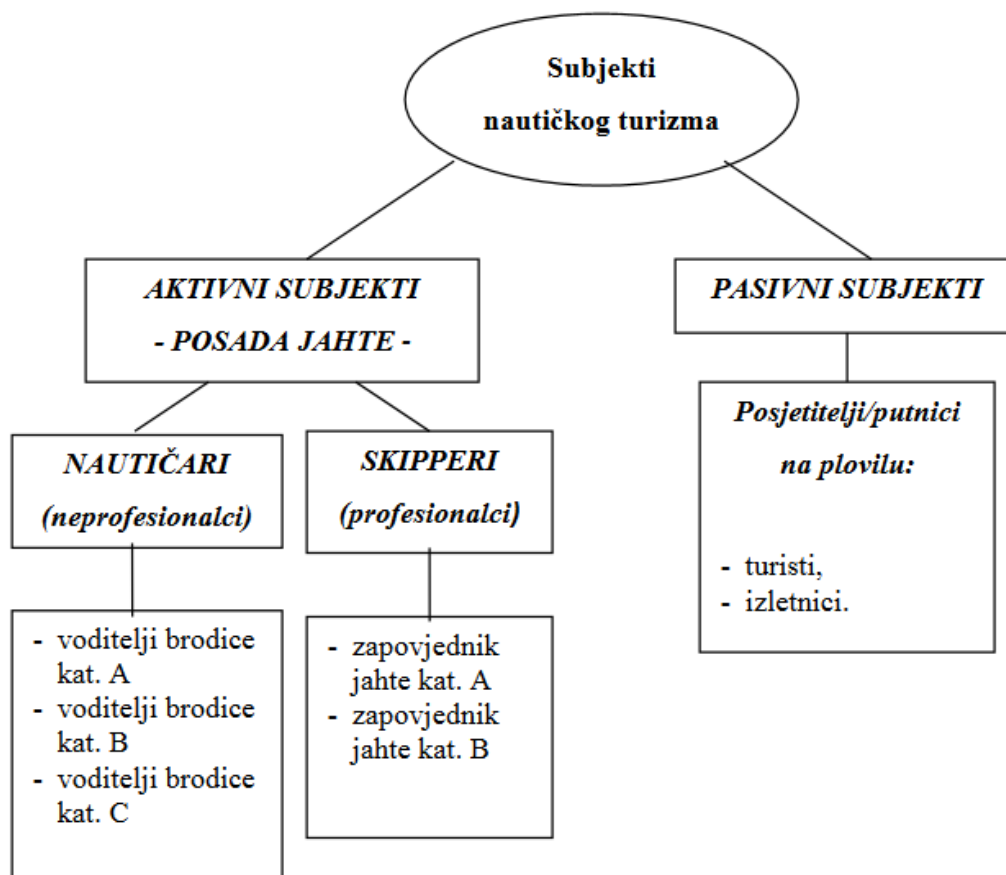 Subjekti
nautičkog turizma
AKTIVNI SUBJEKTI
- POSADA JAHTE -
PASIVNI SUBJEKTI
NAUTIČARI
(neprofesionalci)
SKIPPERI
(profesionalci)
Posjetitelji/putnici
na plovilu:
- turisti,
- izletnici.
- voditelji brodice
kat. A
- voditelji brodice
kat. B
- voditelji brodice
kat. C
- zapovjednik
jahte kat. A
- zapovjednik
jahte kat. B